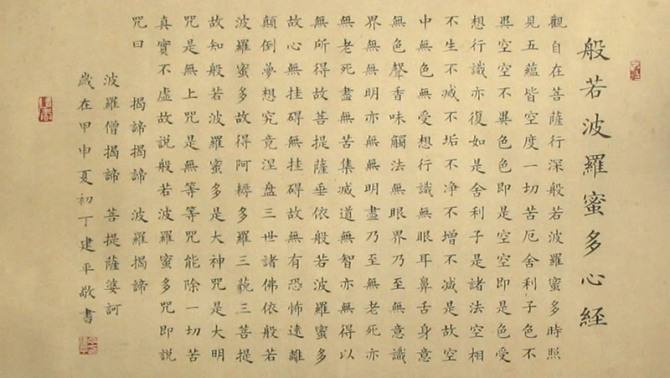 般若波羅蜜多心經
觀自在菩薩行深般若波羅蜜多時照
見五蘊皆空度一切苦厄舍利子色不
異空空不異色色即是空空即是色受
想行識亦復如是舍利子是諸法空相
不生不滅不垢不净不增不減是故空
中無色無受想行識無眼耳鼻舌身意
無色聲香味觸法無眼界乃至無意識
界無無明亦無無明盡乃至無老死亦
無老死盡無苦集滅道無智亦無得以
無所得故菩提薩垂依般若波羅蜜多
故心無挂碍無挂碍故無有恐怖遠離
顛倒夢想究竟涅盤三世諸佛依般若
波羅蜜多故得阿耨多羅三藐三菩提
故知般若波羅蜜多是大神咒是大明
咒是無上咒是無等等咒能除一切苦
真實不虛故說般若波羅蜜多咒即說
咒曰 揭諦揭諦 波羅揭諦
波羅僧揭諦 菩提薩婆訶
歲在甲申夏初丁建平敬書